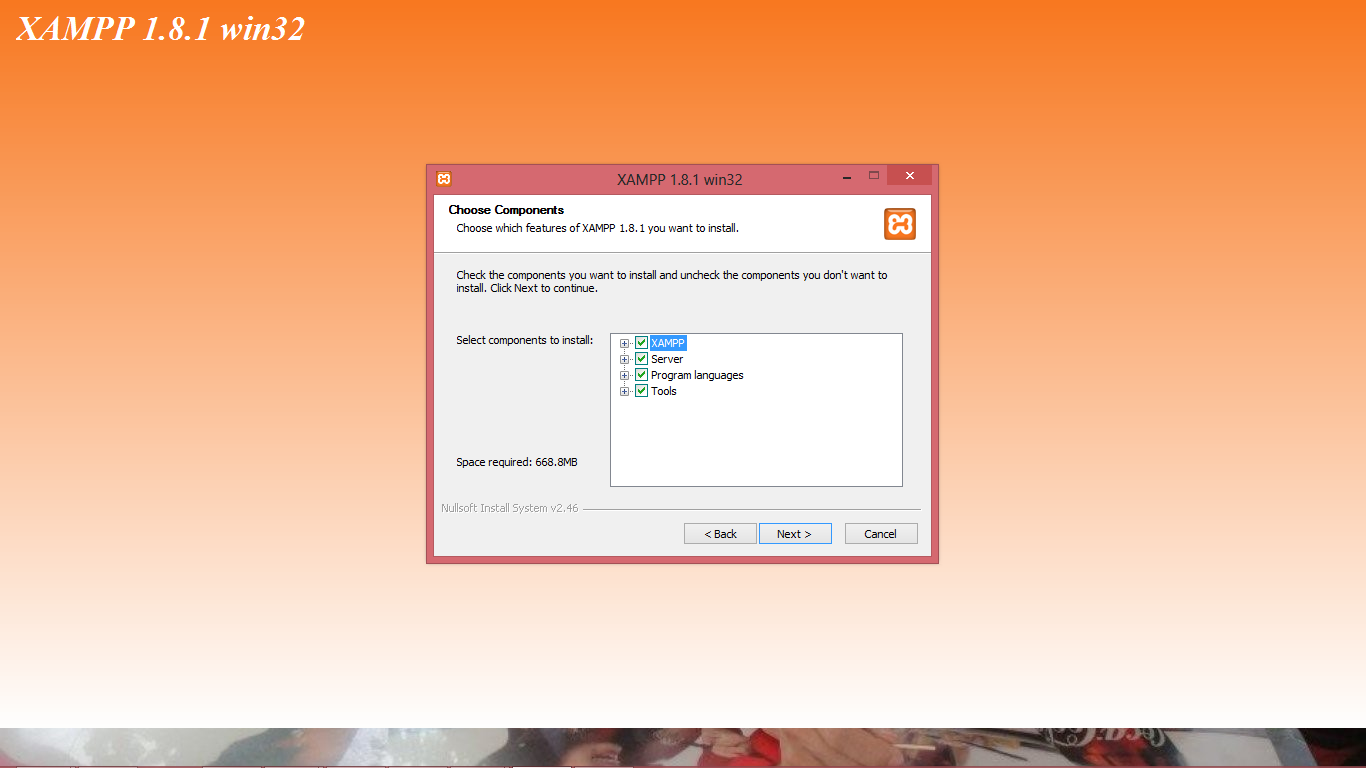 XAMPP 1.8.1 win32
XAMPP 1.8.1 win32
Choose Components
Choose which features of XAMPP 1.8.1 you want to install.
Check the components you want to install and uncheck the components you don't want to
install. Click Next to continue.
Select components to install:
XAMPP
Server
Program languages
Tools
Space required: 668.8MB
Nullsoft Install System v2.46
< Back
Next >
Cancel